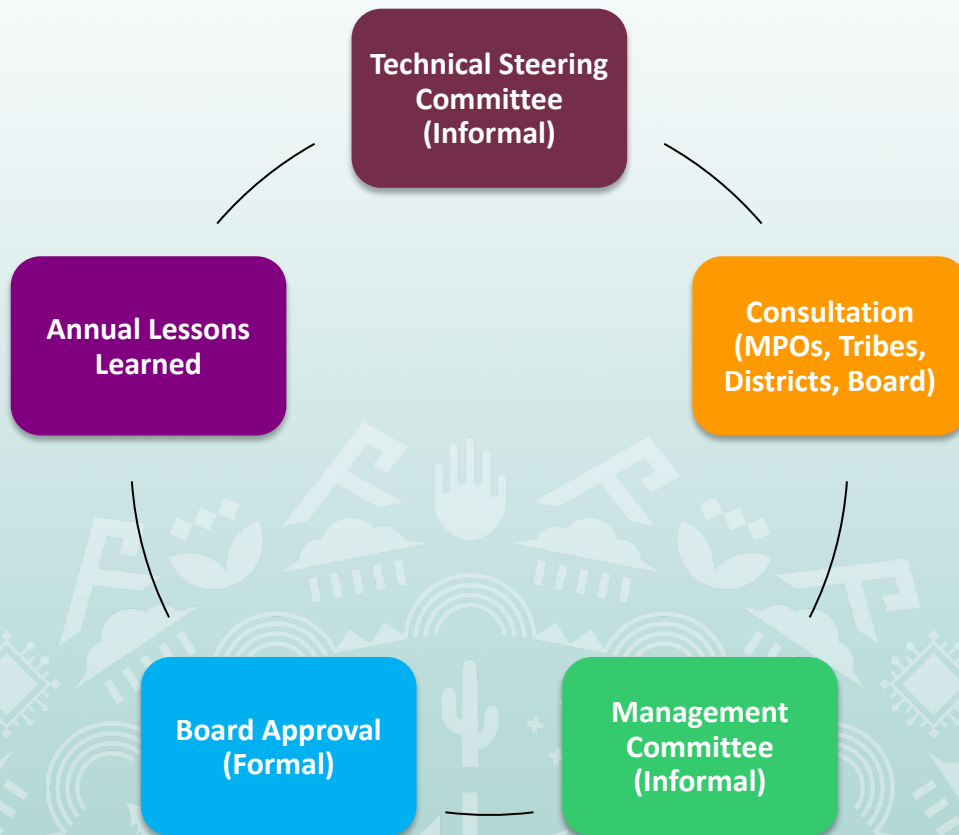 Technical Steering
Committee
(Informal)
Consultation
(MPOs, Tribes,
Districts, Board)
Management
Committee
(Informal)
Board Approval
(Formal)
Annual Lessons
Learned